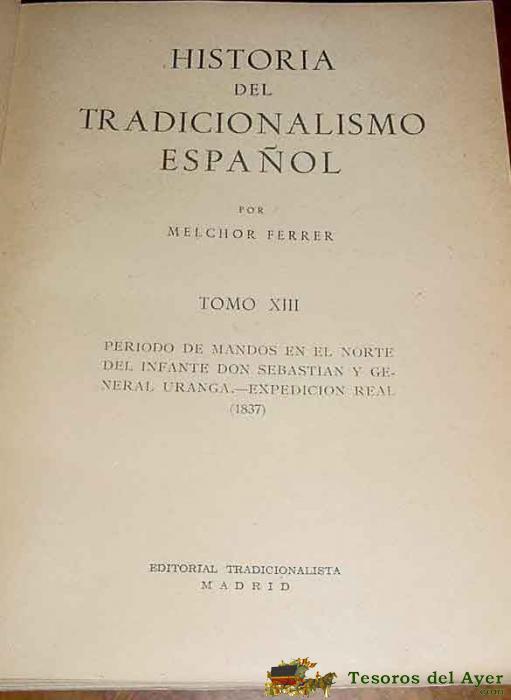 HISTORIA
DEL
TRADICIONALISMO
ESPAÑOL
POR
MELCHOR FERRER
TOMO XIII
PERIODO DE MANDOS EN EL NORTE
DEL INFANTE DON SEBASTIAN Y GE-
NERAL URANGA.—EXPEDICION REAL
(1837)
EDITORIAL TRADICIONALISTA
MADRID
Tesoros del Ayer
.com